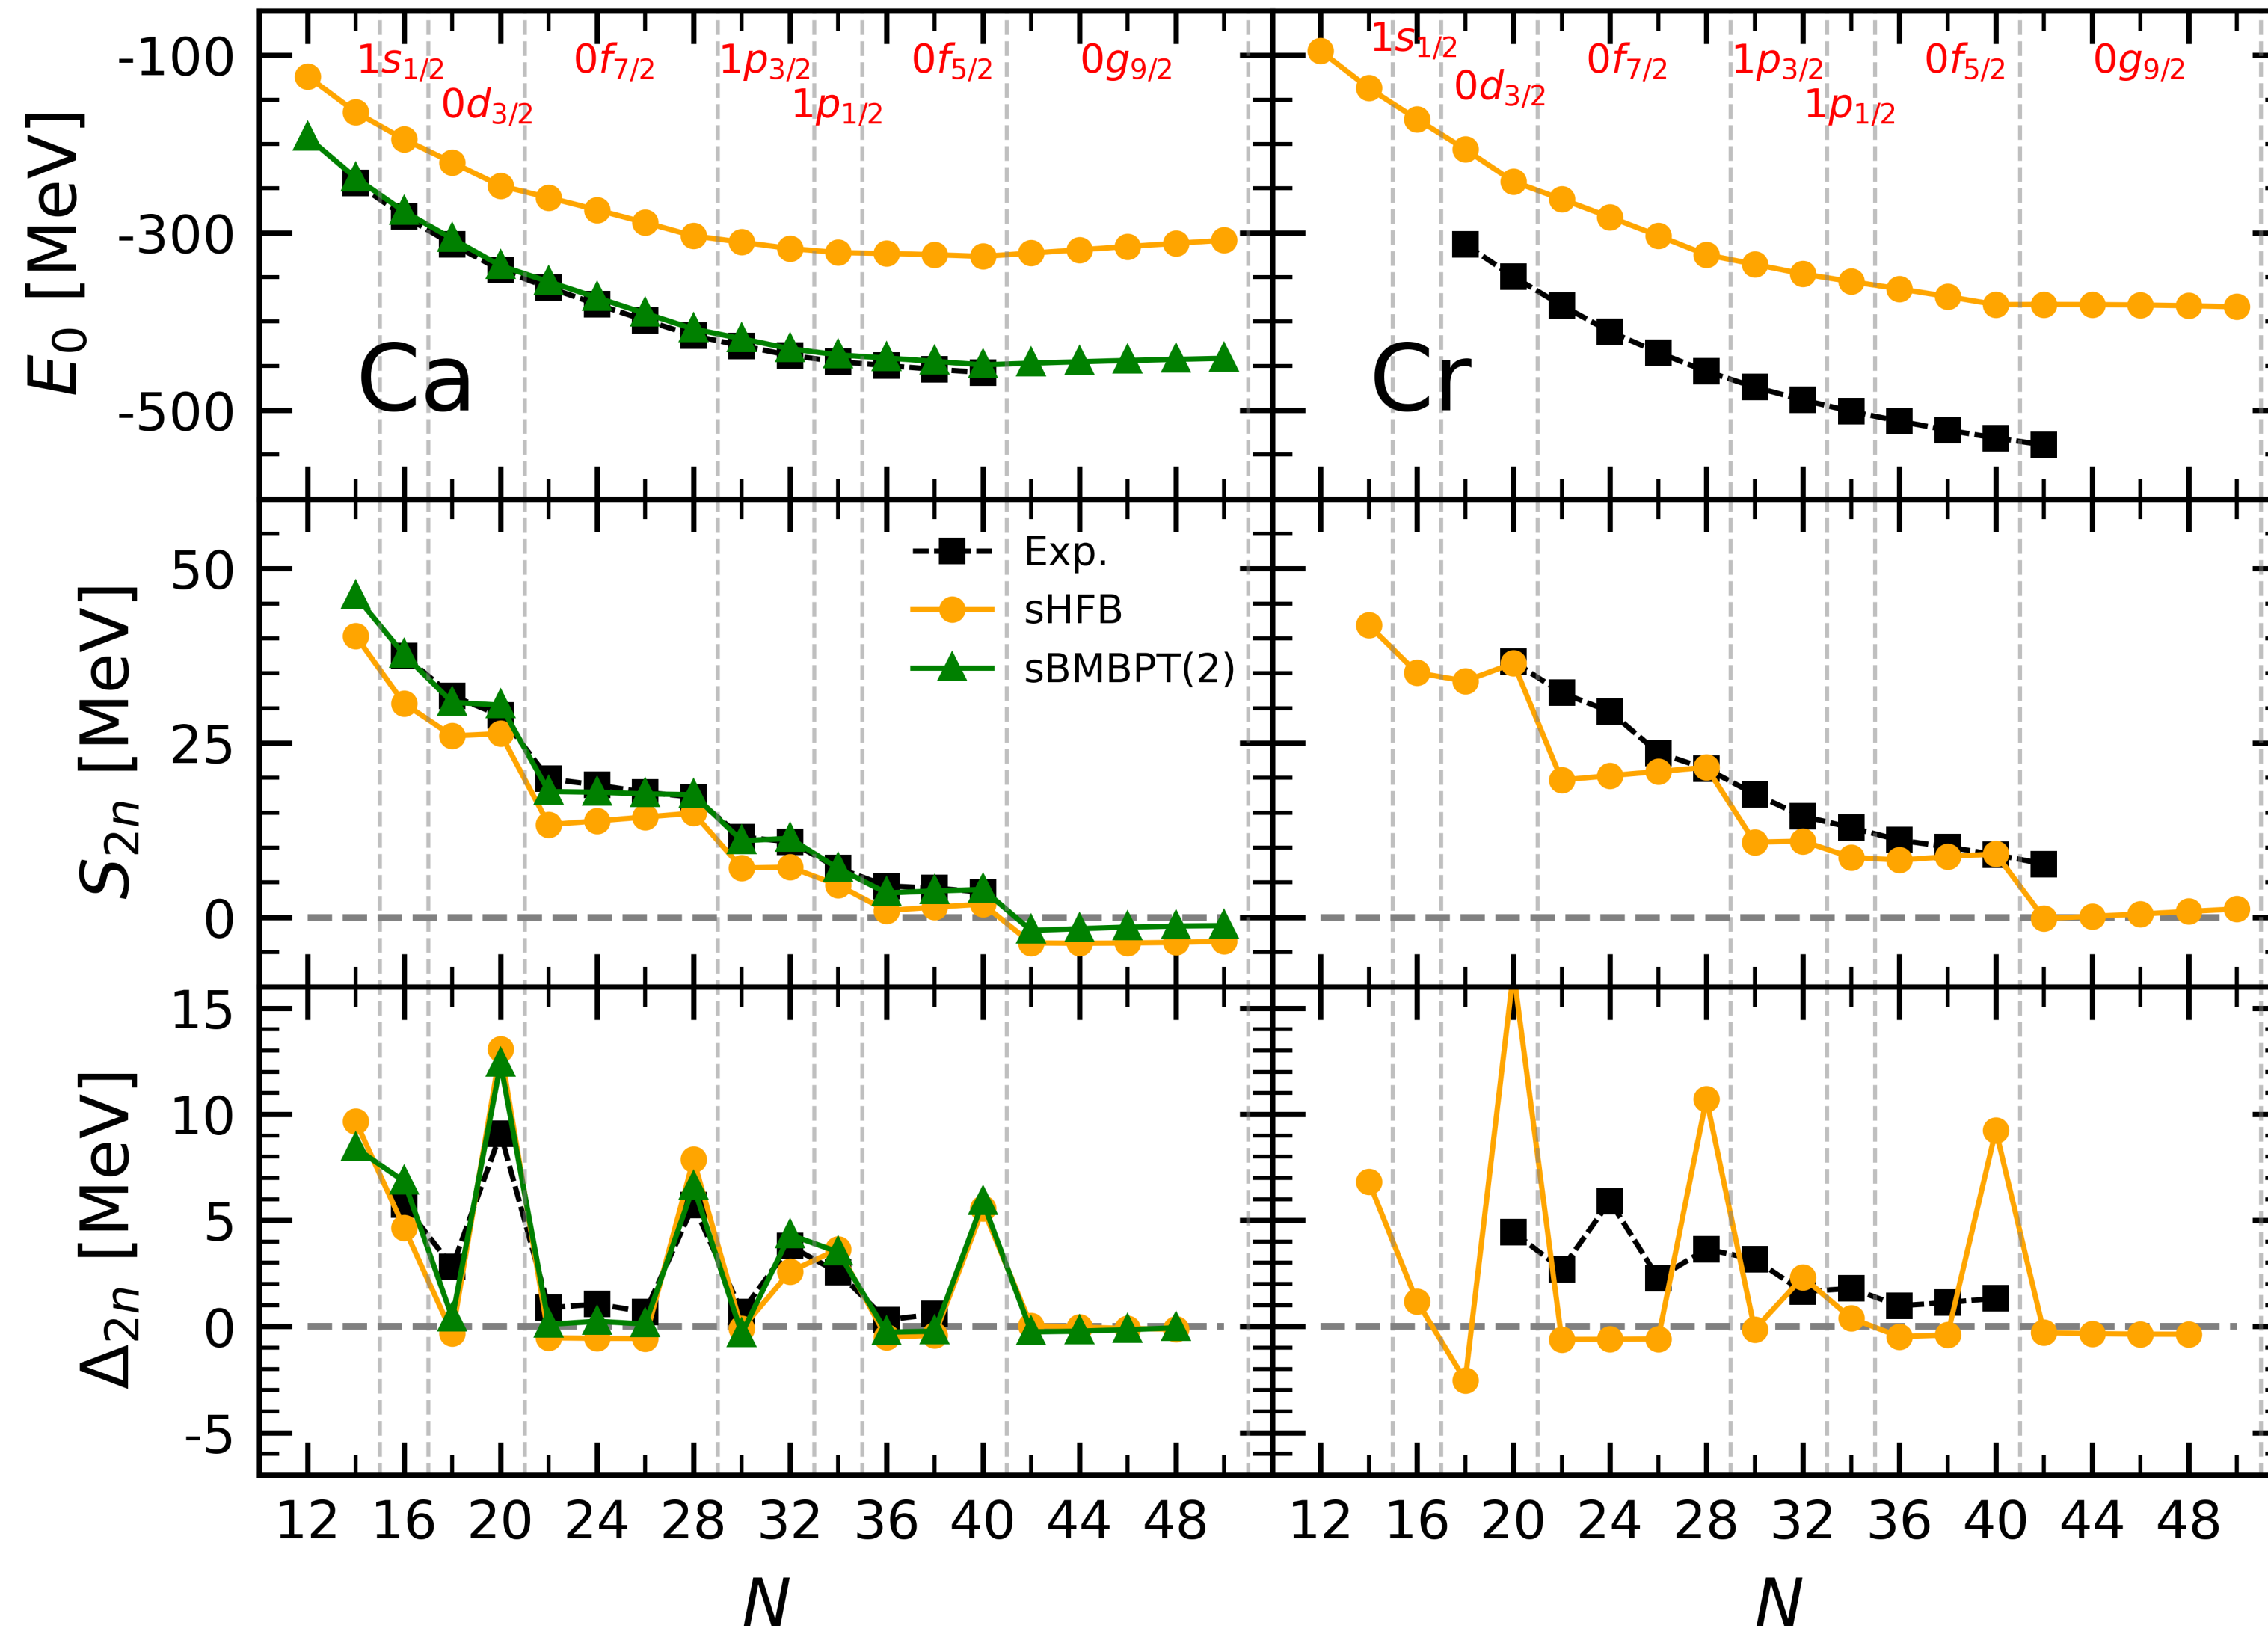 1s1/2 0f7/2 1p3/2 0f5/2 0g9/2
0d3/2 1p1/2
1s1/2 0f7/2 1p3/2 0f5/2 0g9/2
0d3/2 1p1/2
-100
-300
-500
E0 [MeV]
Ca
Cr
50
25
0
S2n [MeV]
Exp.
sHFB
sBMBPT(2)
15
10
5
0
-5
Δ2n [MeV]
12 16 20 24 28 32 36 40 44 48
12 16 20 24 28 32 36 40 44 48
N
N